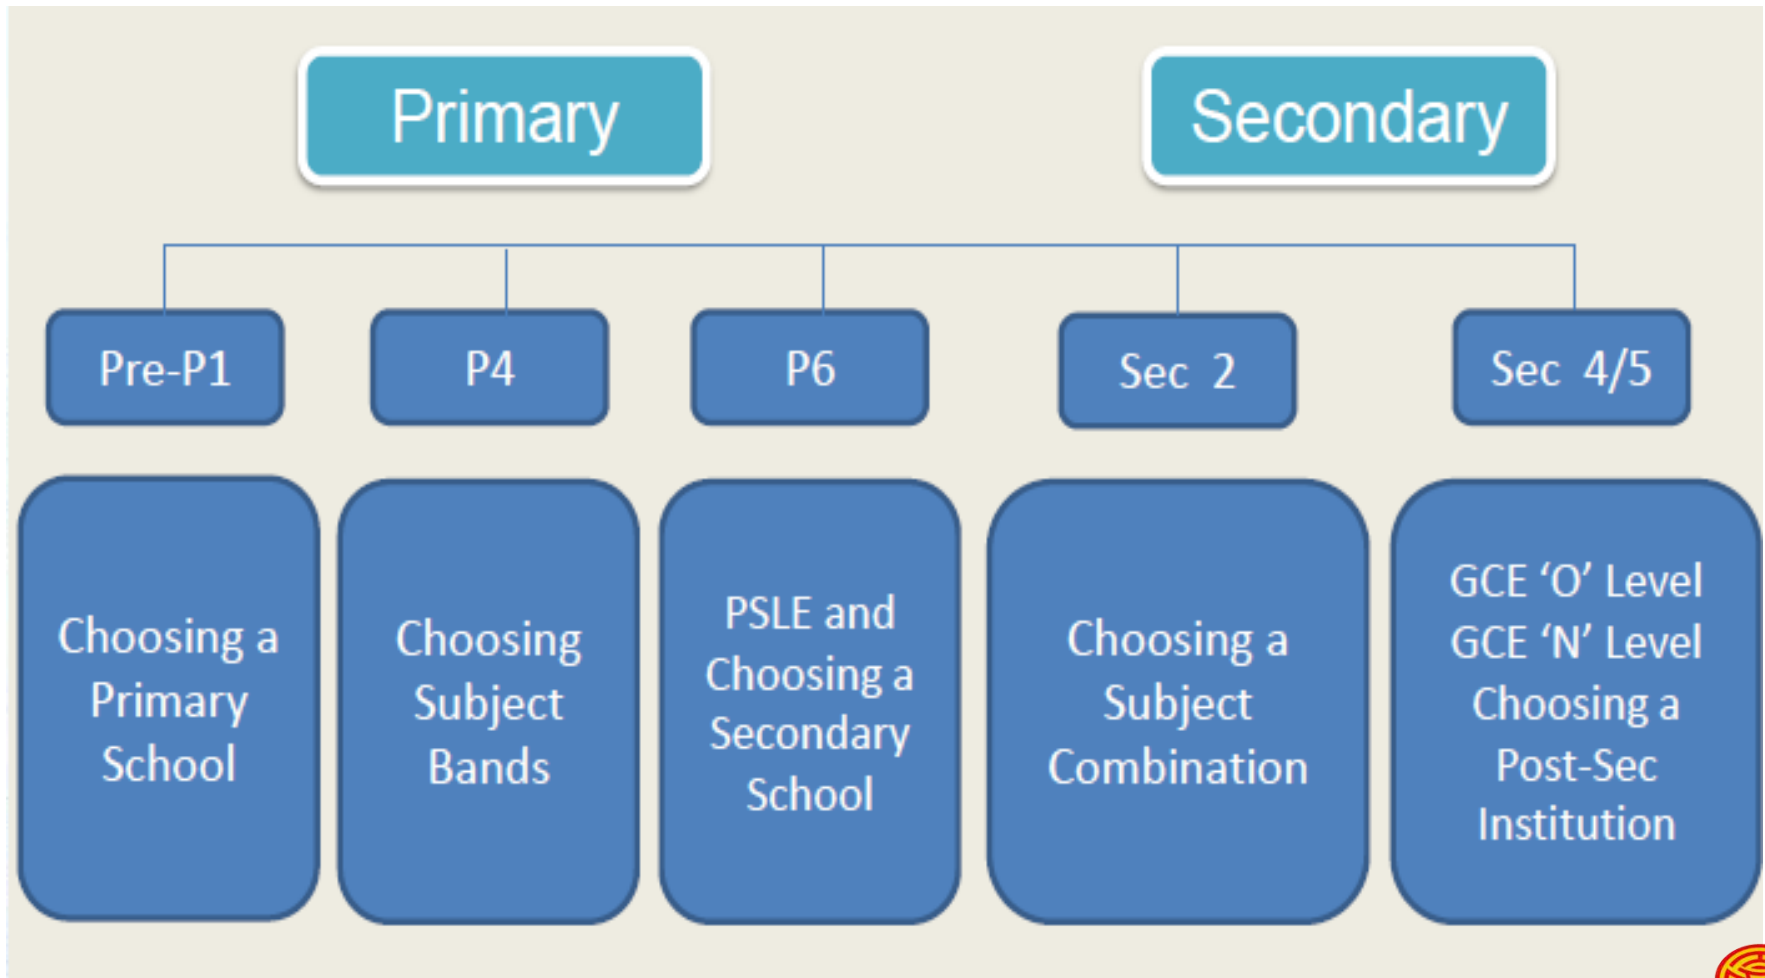 Primary
Secondary
Pre-P1
P4
P6
Sec 2
Sec 4/5
Choosing a
Primary
School
Choosing
Subject
Bands
PSLE and
Choosing a
Secondary
School
Choosing a
Subject
Combination
GCE ‘O’ Level
GCE ‘N’ Level
Choosing a
Post-Sec
Institution